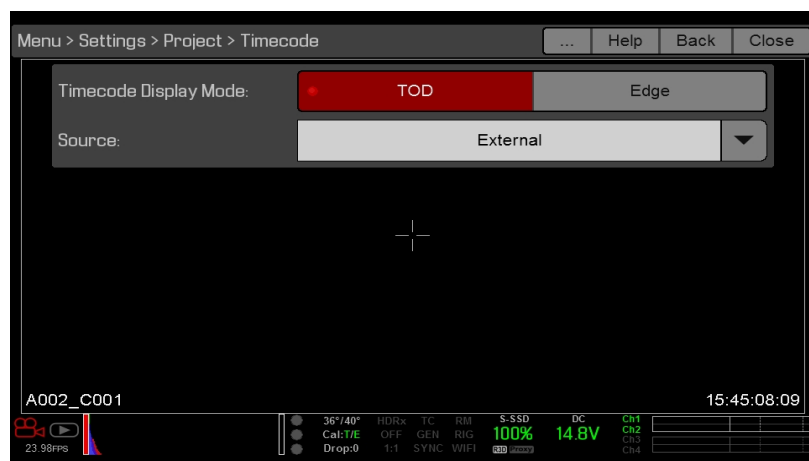 Menu > Settings > Project > Timecode ... Help Back Close
Timecode Display Mode: TOD Edge
Source: External
A002_C001 15:45:08:09
36°/40° HDRx TC RM S-SSD DC Ch1
Cal:T/E OFF GEN RIG 100% 14.8V Ch2
23.98FPS Drop:0 1:1 SYNC WIFI R3D Proxy Ch3
Ch4